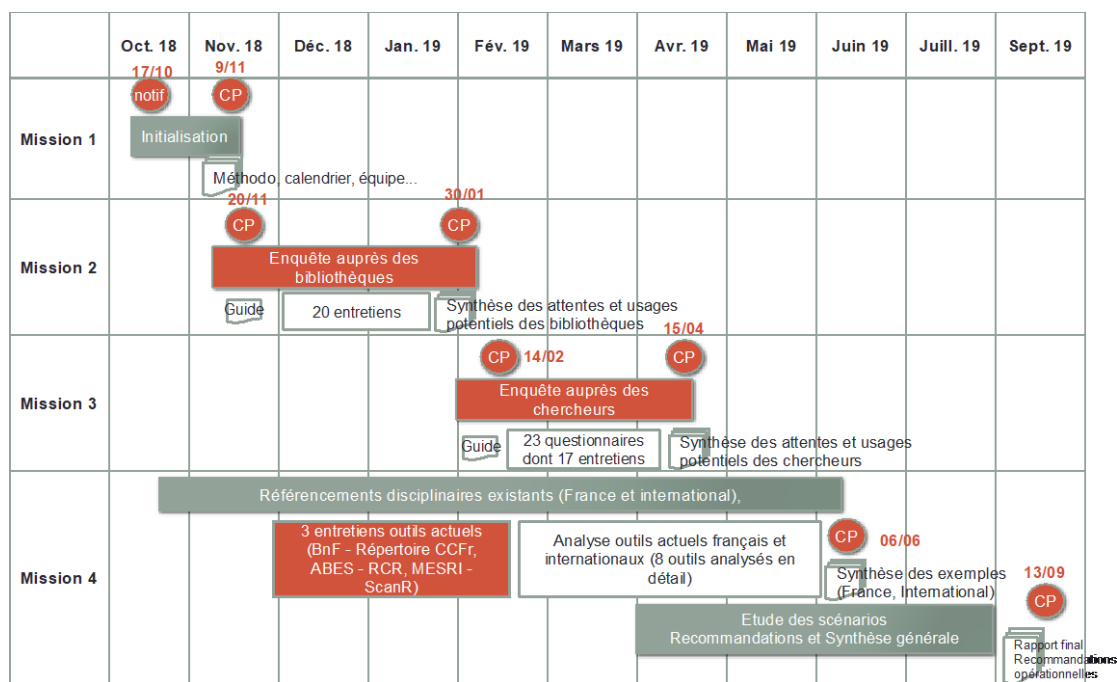 Oct. 18
Nov. 18
Déc. 18
Jan. 19
Fév. 19
Mars 19
Avr. 19
Mai 19
Juin 19
Juill. 19
Sept. 19
17/10
9/11
notif
CP
Mission 1
Initialisation
Méthodo, calendrier, équipe...
20/11
30/01
CP
CP
Mission 2
Enquête auprès des
bibliothèques
Guide
20 entretiens
Synthèse des attentes et usages
potentiels des bibliothèques
CP
14/02
15/04
CP
Mission 3
Enquête auprès des
chercheurs
Guide
23 questionnaires
dont 17 entretiens
Synthèse des attentes et usages
potentiels des chercheurs
Mission 4
Référencements disciplinaires existants (France et international),
3 entretiens outils actuels
(BnF - Répertoire CCFr,
ABES - RCR, MESRI -
ScanR)
Analyse outils actuels français et
internationaux (8 outils analysés en
détail)
CP
06/06
Synthèse des exemples
(France, International)
13/09
CP
Etude des scénarios
Recommandations et Synthèse générale
Rapport final
Recommandations
opérationnelles